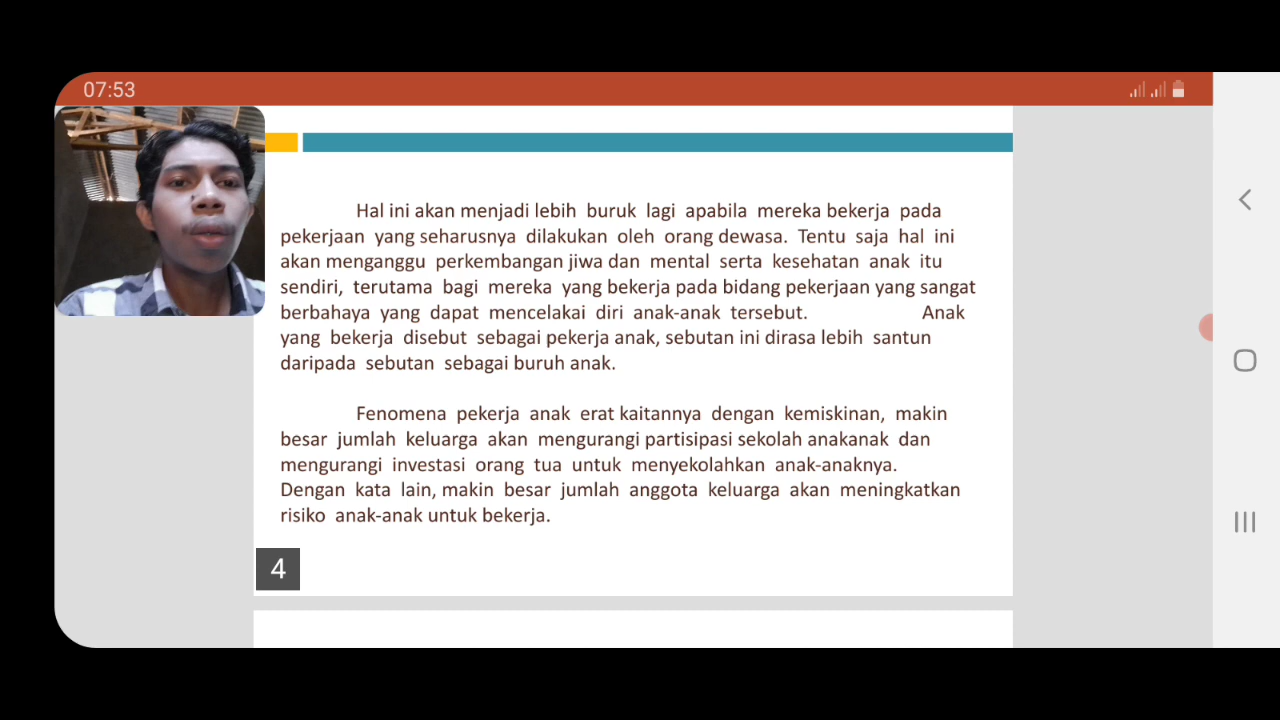 07:53
Hal ini akan menjadi lebih buruk lagi apabila mereka bekerja pada
pekerjaan yang seharusnya dilakukan oleh orang dewasa. Tentu saja hal ini
akan menganggu perkembangan jiwa dan mental serta kesehatan anak itu
sendiri, terutama bagi mereka yang bekerja pada bidang pekerjaan yang sangat
berbahaya yang dapat mencelakai diri anak-anak tersebut. Anak
yang bekerja disebut sebagai pekerja anak, sebutan ini dirasa lebih santun
daripada sebutan sebagai buruh anak.
Fenomena pekerja anak erat kaitannya dengan kemiskinan, makin
besar jumlah keluarga akan mengurangi partisipasi sekolah anakanak dan
mengurangi investasi orang tua untuk menyekolahkan anak-anaknya.
Dengan kata lain, makin besar jumlah anggota keluarga akan meningkatkan
risiko anak-anak untuk bekerja.
4